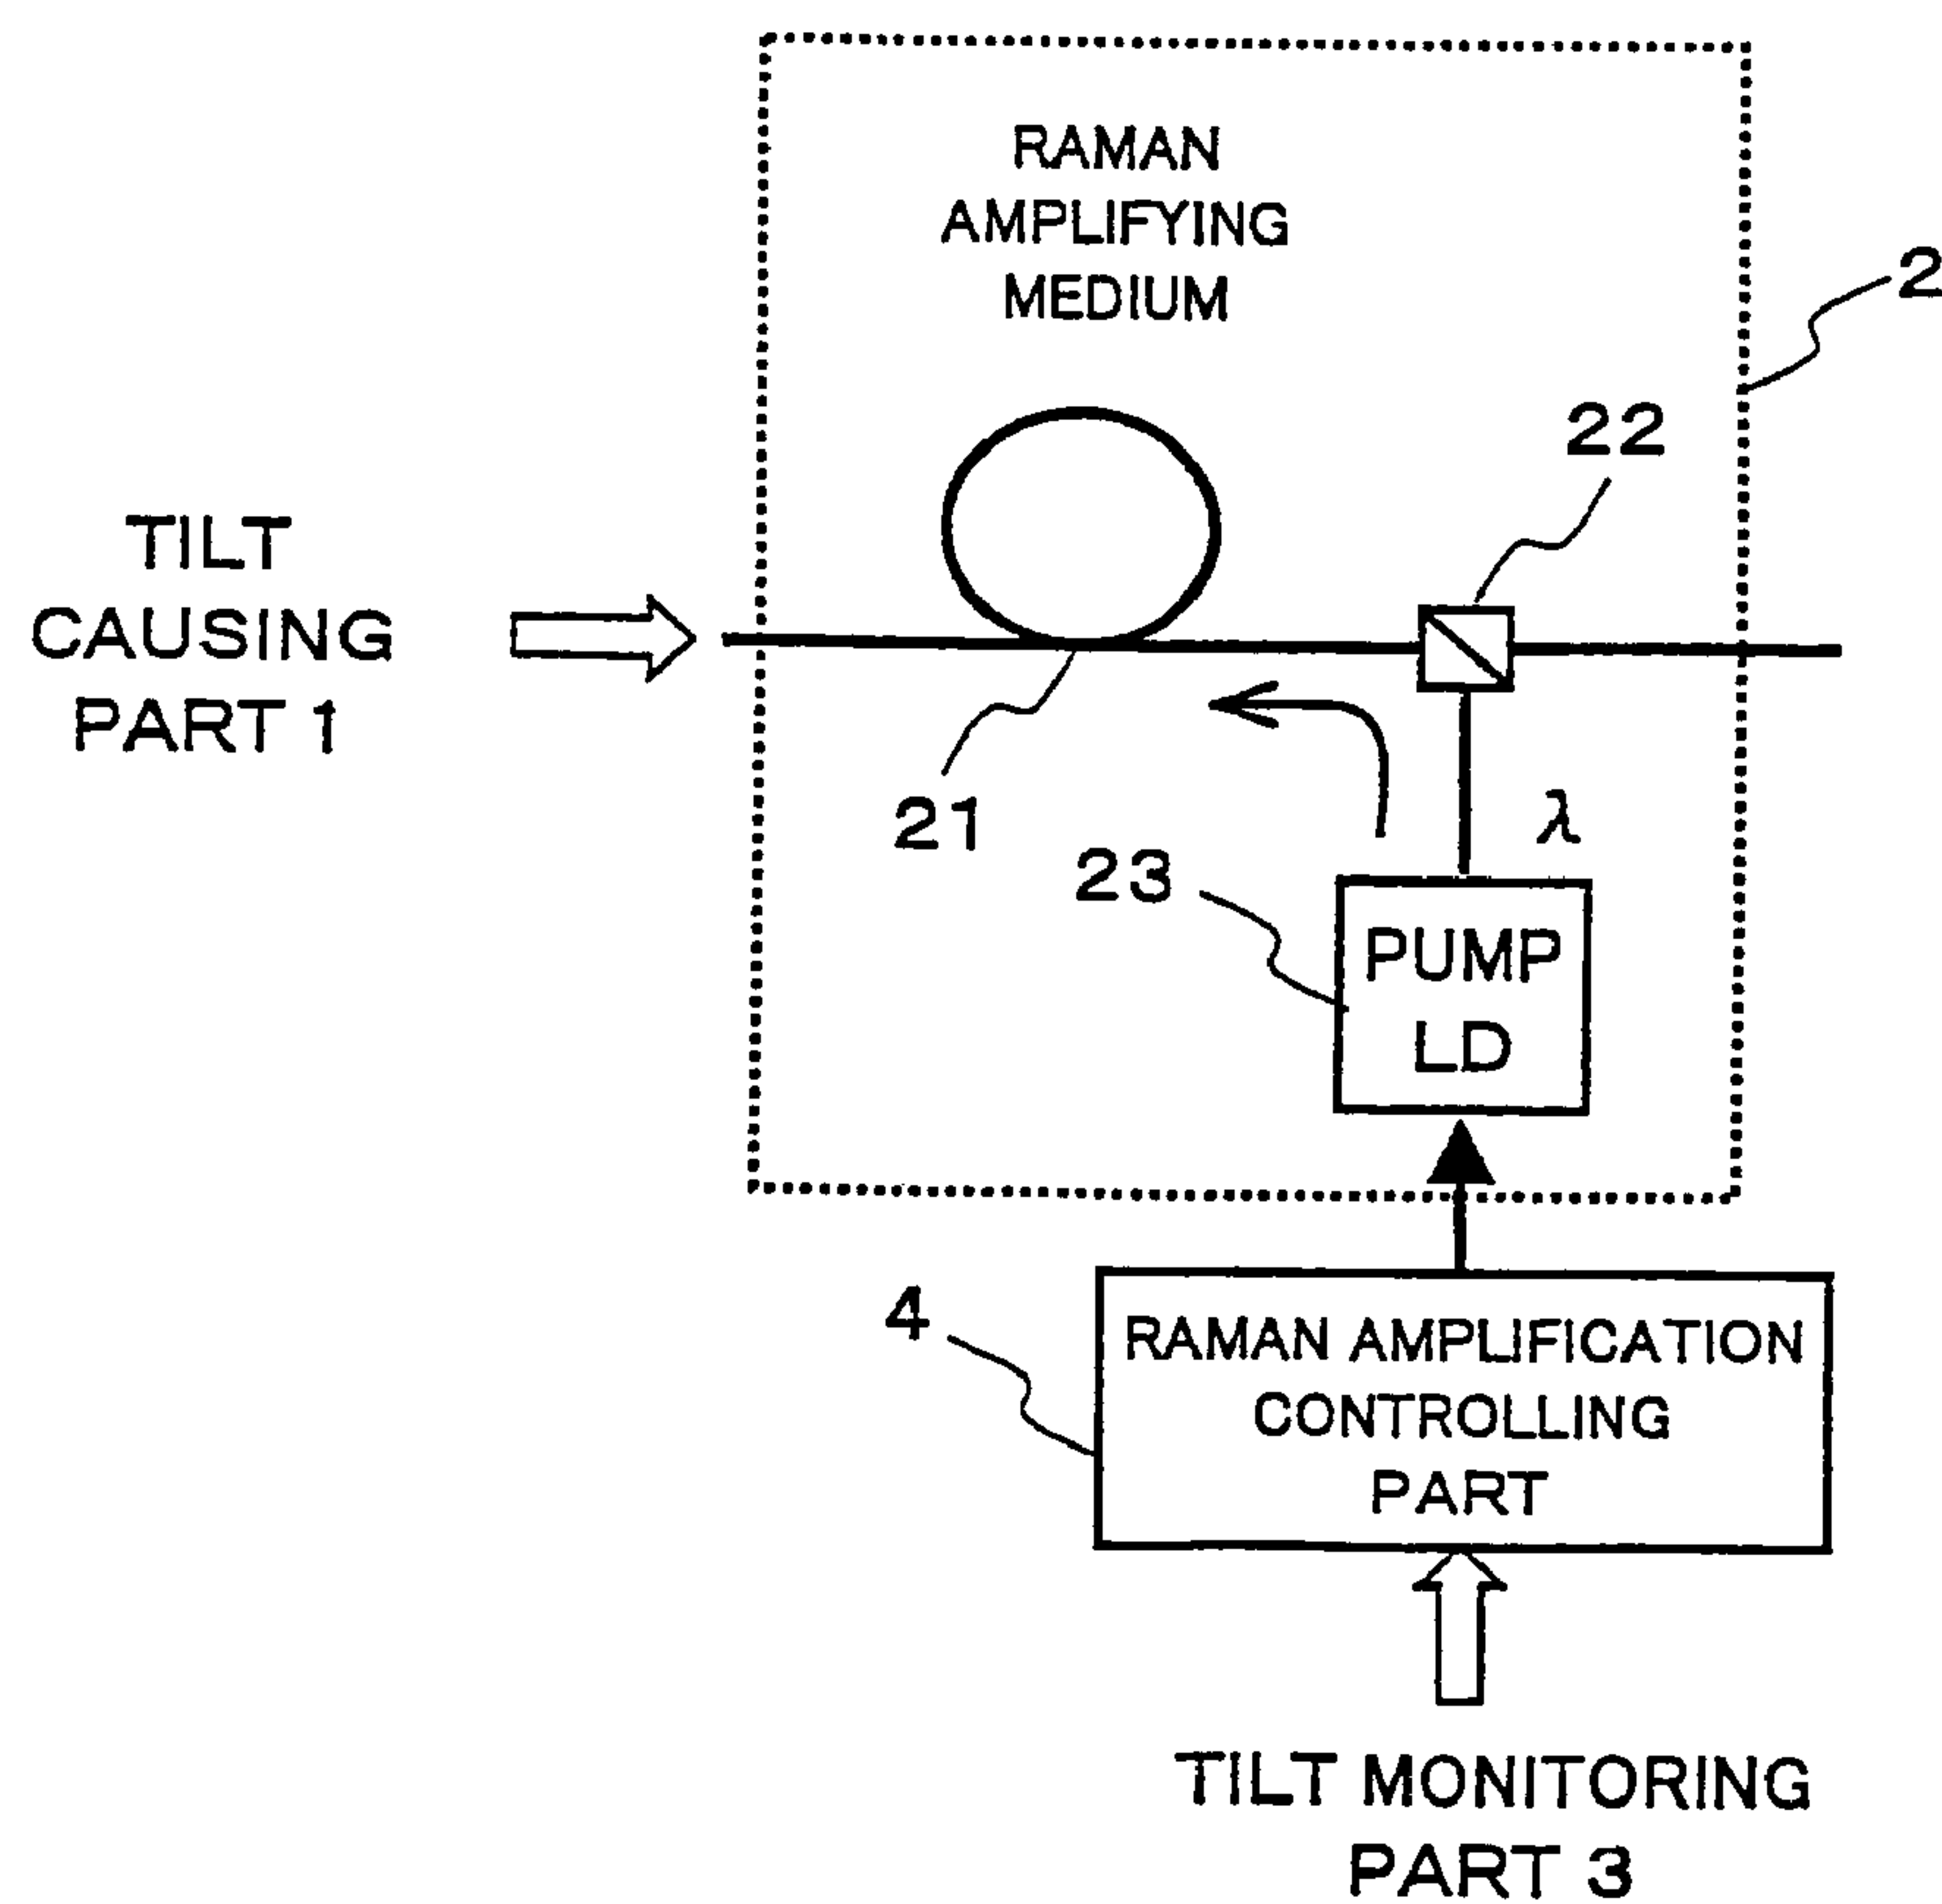 RAMAN
AMPLIFYING
MEDIUM
2
22
TILT
CAUSING
PART 1
21
λ
23
PUMP
LD
4
RAMAN AMPLIFICATION
CONTROLLING
PART
TILT MONITORING
PART 3